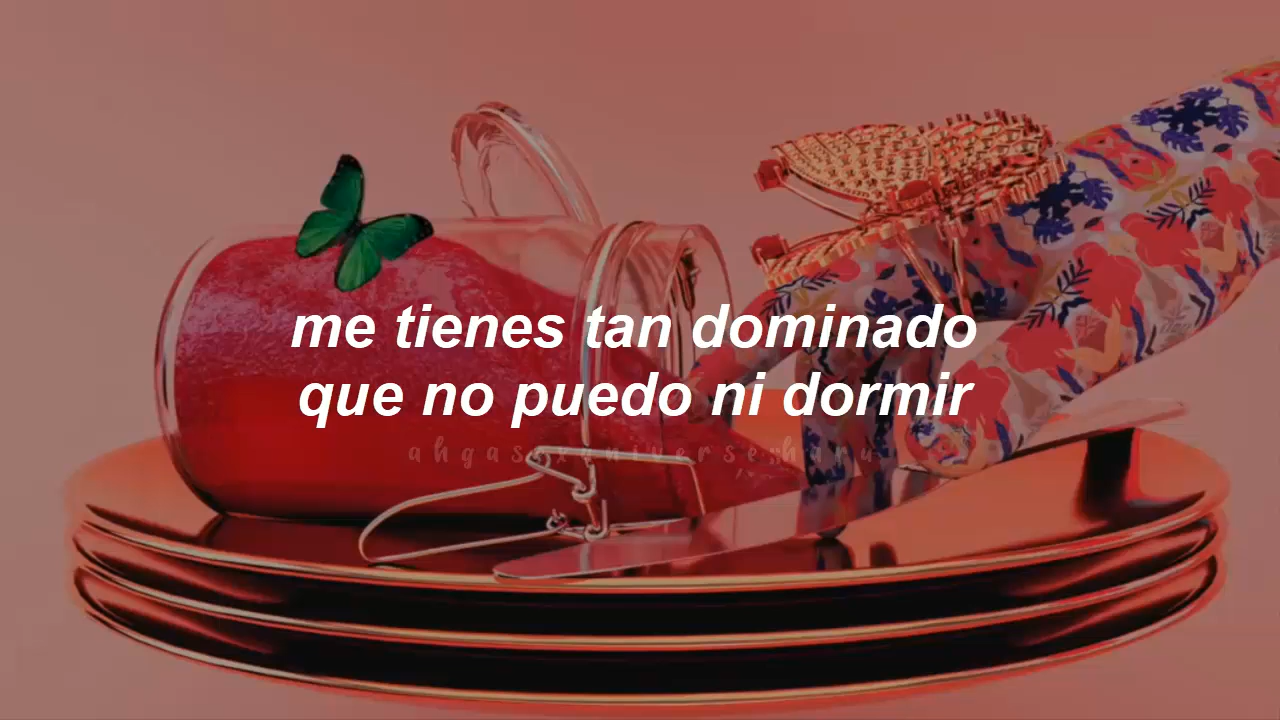 me tienes tan dominado
que no puedo ni dormir